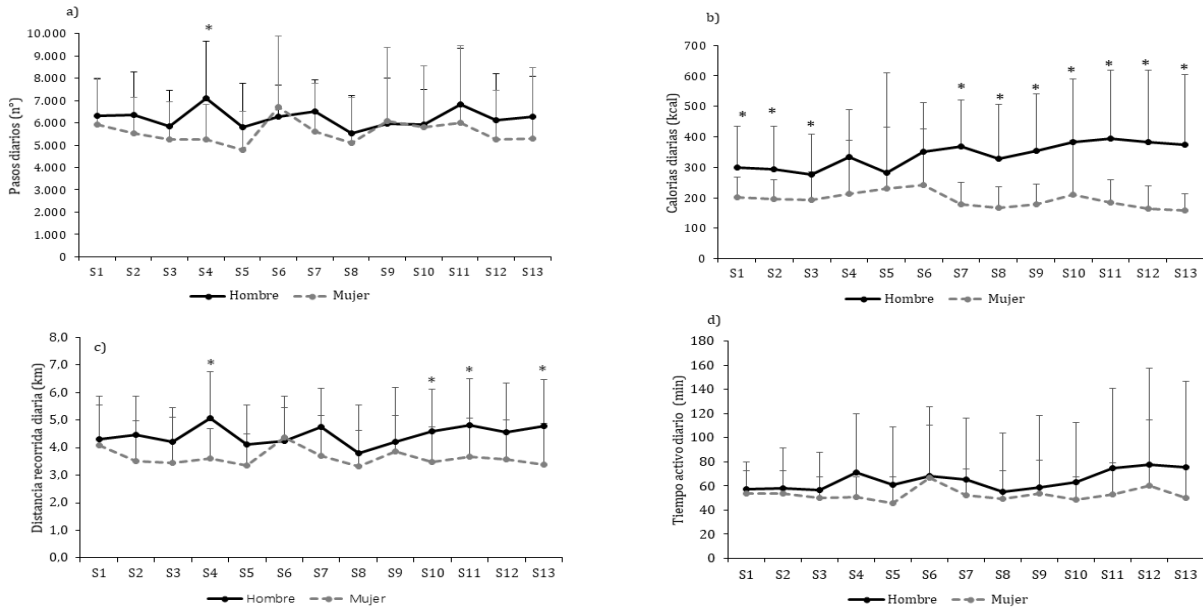 a)
Pasos diarios (nº)
10.000
9.000
8.000
7.000
6.000
5.000
4.000
3.000
2.000
1.000
0
*
S1 S2 S3 S4 S5 S6 S7 S8 S9 S10 S11 S12 S13
Hombre Mujer
b)
Calorías diarias (kcal)
700
600
500
400
300
200
100
* * * * * * * * * *
S1 S2 S3 S4 S5 S6 S7 S8 S9 S10 S11 S12 S13
Hombre Mujer
c)
Distancia recorrida diaria (km)
8,0
6.0
5.0
4.0
3.0
2.0
1.0
0.0
* * * *
S1 S2 S3 S4 S5 S6 S7 S8 S9 S10 S11 S12 S13
Hombre Mujer
d)
Tiempo activo diario (min)
180
160
140
120
100
80
60
40
20
0
S1 S2 S3 S4 S5 S6 S7 S8 S9 S10 S11 S12 S13
Hombre Mujer